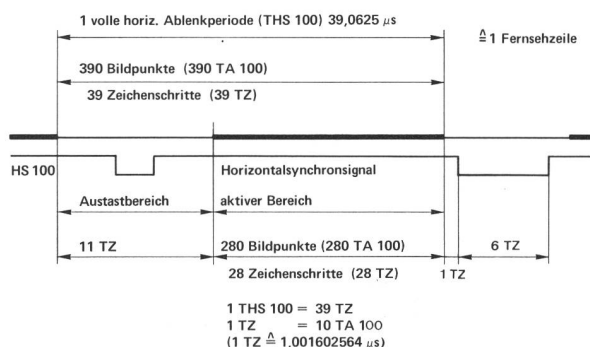 1 volle horiz. Ablenkperiode (THS 100) 39,0625 µs
≙ 1 Fernsehzeile
390 Bildpunkte (390 TA 100)
39 Zeichenschritte (39 TZ)
HS 100
Horizontalsynchronsignal
Austastbereich
aktiver Bereich
11 TZ
280 Bildpunkte (280 TA 100)
6 TZ
28 Zeichenschritte (28 TZ)
1 TZ
1 THS 100 = 39 TZ
1 TZ = 10 TA 100
(1 TZ ≙ 1,001602564 µs)